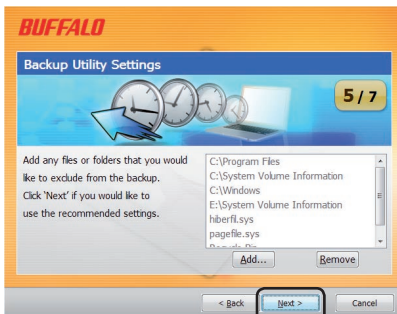 BUFFALO
Backup Utility Settings
5 / 7
Add any files or folders that you would
like to exclude from the backup.
Click 'Next' if you would like to
use the recommended settings.
C:\Program Files
C:\System Volume Information
C:\Windows
E:\System Volume Information
hiberfil.sys
pagefile.sys
Add...
Remove
< Back
Next >
Cancel